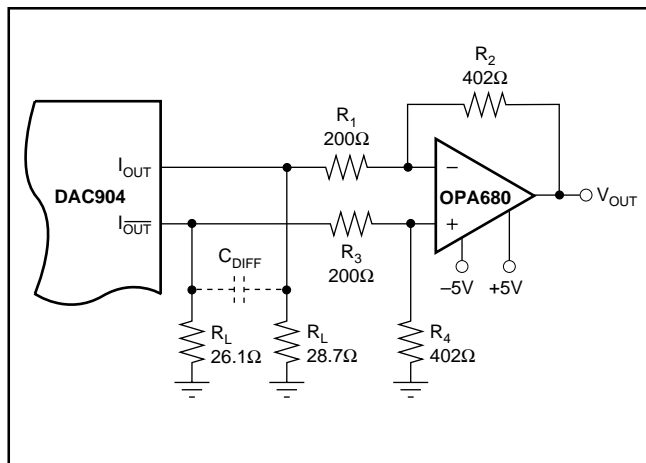 R2
402Ω
R1
200Ω
IOUT
–
DAC904
OPA680
VOUT
I̅O̅U̅T̅
+
R3
200Ω
CDIFF
–5V +5V
RL
26.1Ω
RL
28.7Ω
R4
402Ω